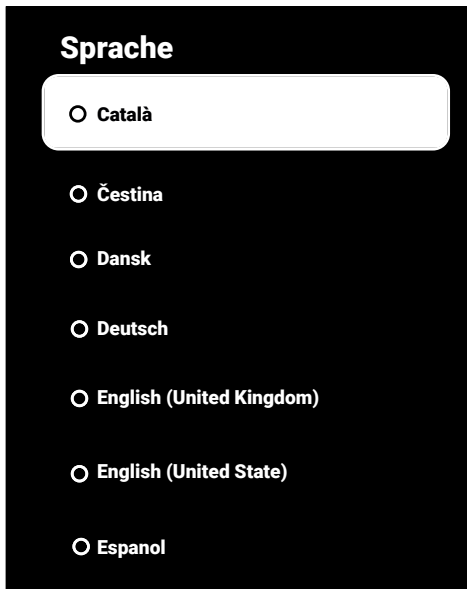 Sprache
Català
Čestina
Dansk
Deutsch
English (United Kingdom)
English (United State)
Espanol